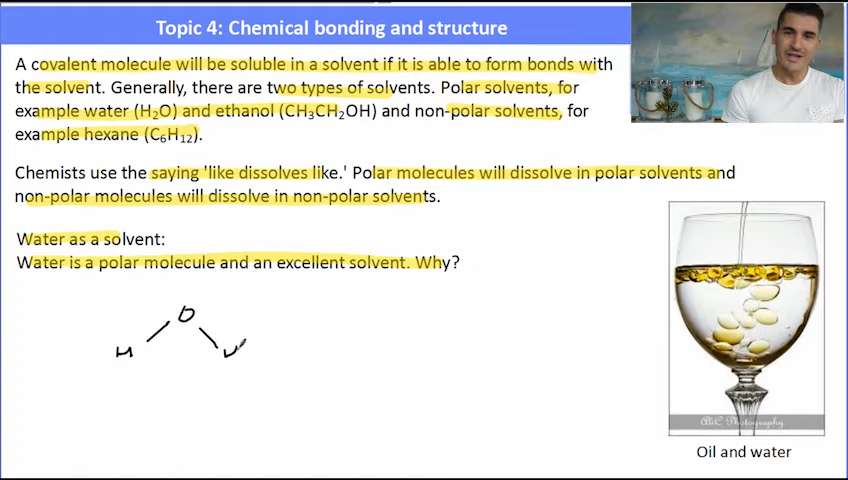 Topic 4: Chemical bonding and structure
A covalent molecule will be soluble in a solvent if it is able to form bonds with
the solvent. Generally, there are two types of solvents. Polar solvents, for
example water (H₂O) and ethanol (CH₃CH₂OH) and non-polar solvents, for
example hexane (C₆H₁₂).
Chemists use the saying 'like dissolves like.' Polar molecules will dissolve in polar solvents and
non-polar molecules will dissolve in non-polar solvents.
Water as a solvent:
Water is a polar molecule and an excellent solvent. Why?
O
H
AliC Photography
Oil and water